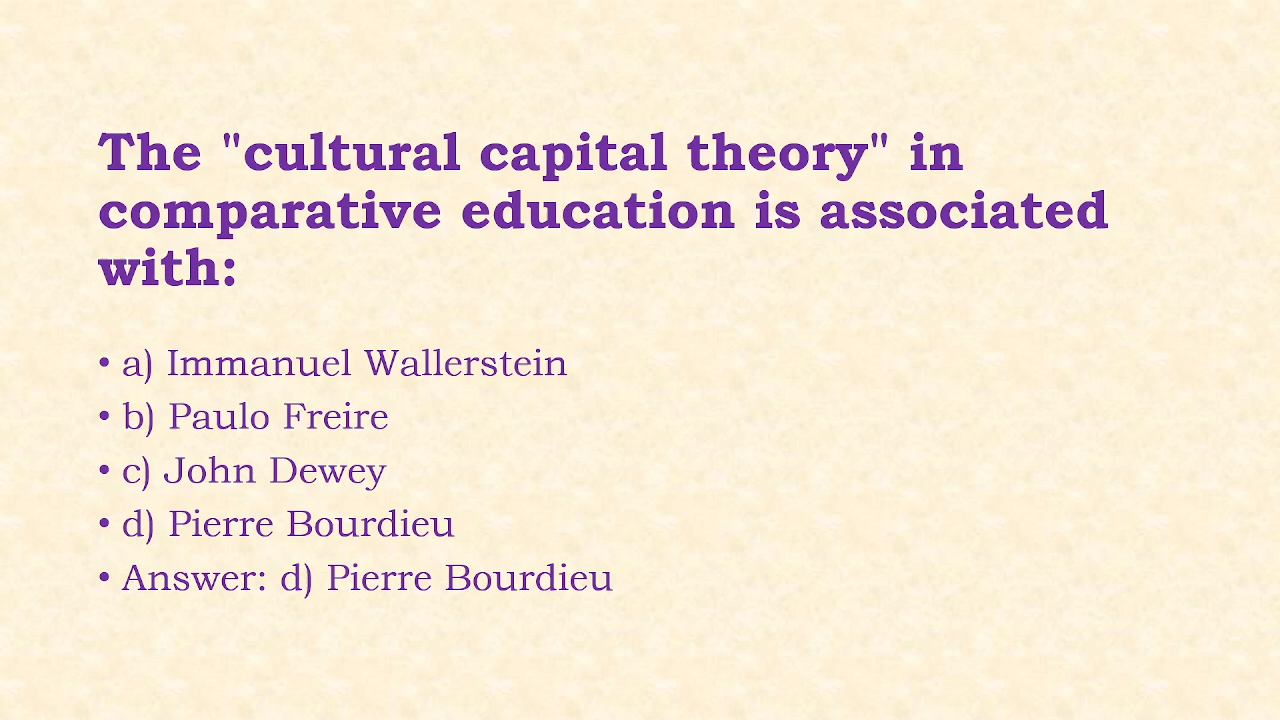 The "cultural capital theory" in
comparative education is associated
with:
• a) Immanuel Wallerstein
• b) Paulo Freire
• c) John Dewey
• d) Pierre Bourdieu
• Answer: d) Pierre Bourdieu